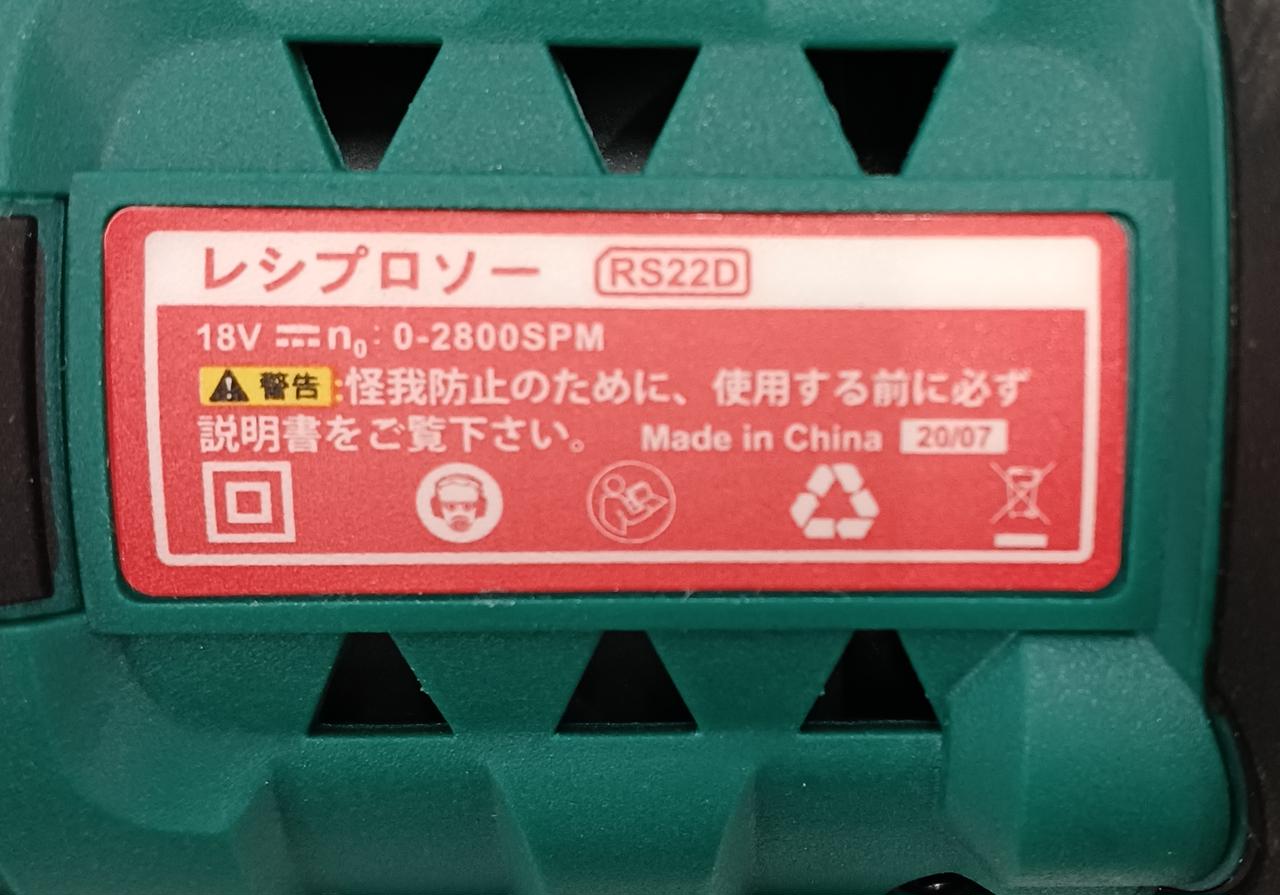 レシプロソー RS22D
18V ⎓ n₀: 0-2800SPM
⚠ 警告:怪我防止のために、使用する前に必ず
説明書をご覧下さい。 Made in China 20/07